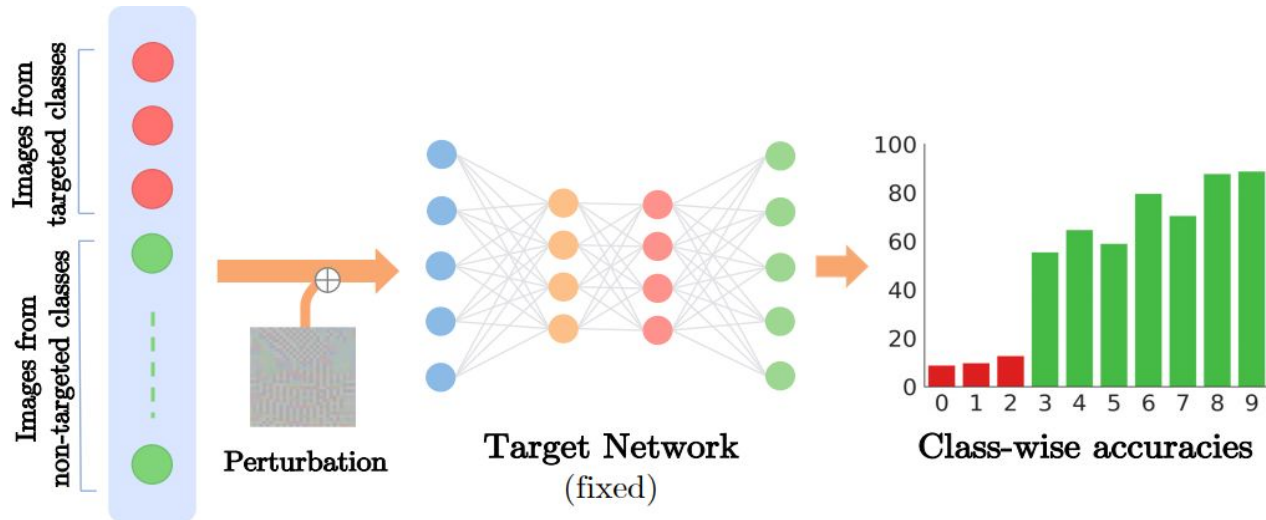 Images from
targeted classes
Images from
non-targeted classes
Perturbation
Target Network
(fixed)
100
80
60
40
20
0
0 1 2 3 4 5 6 7 8 9
Class-wise accuracies